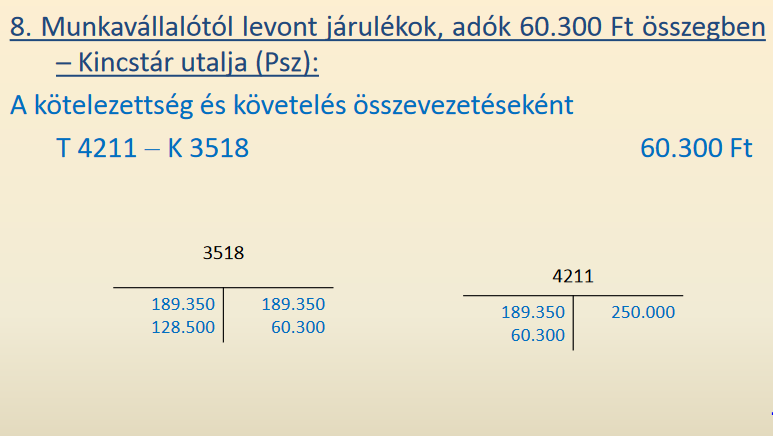 8. Munkavállalótól levont járulékok, adók 60.300 Ft összegben
– Kincstár utalja (Psz):
A kötelezettség és követelés összevezetéseként
T 4211 – K 3518 60.300 Ft
3518
4211
189.350 189.350
128.500 60.300
189.350 250.000
60.300